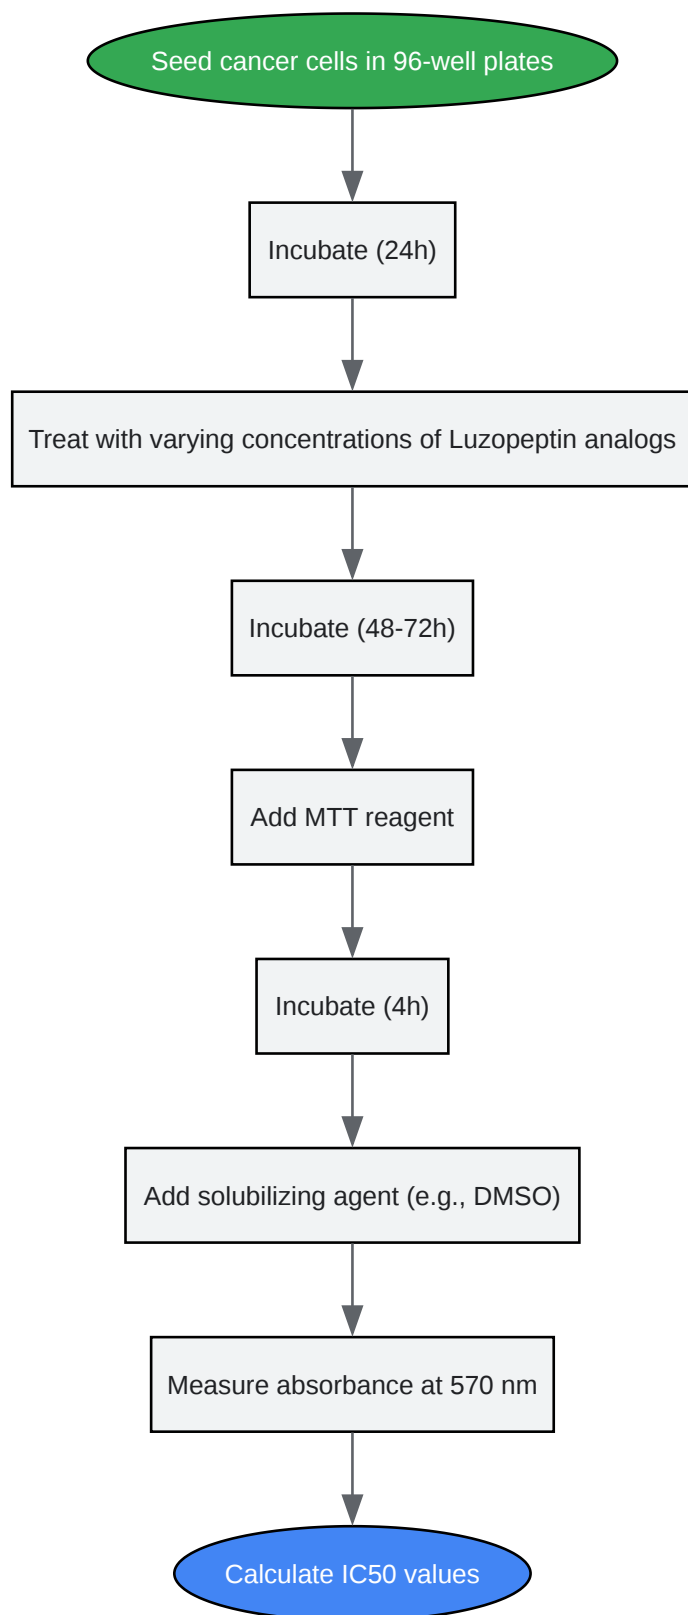 Seed cancer cells in 96-well plates
Incubate (24h)
Treat with varying concentrations of Luzopeptin analogs
Incubate (48-72h)
Add MTT reagent
Incubate (4h)
Add solubilizing agent (e.g., DMSO)
Measure absorbance at 570 nm
Calculate IC50 values